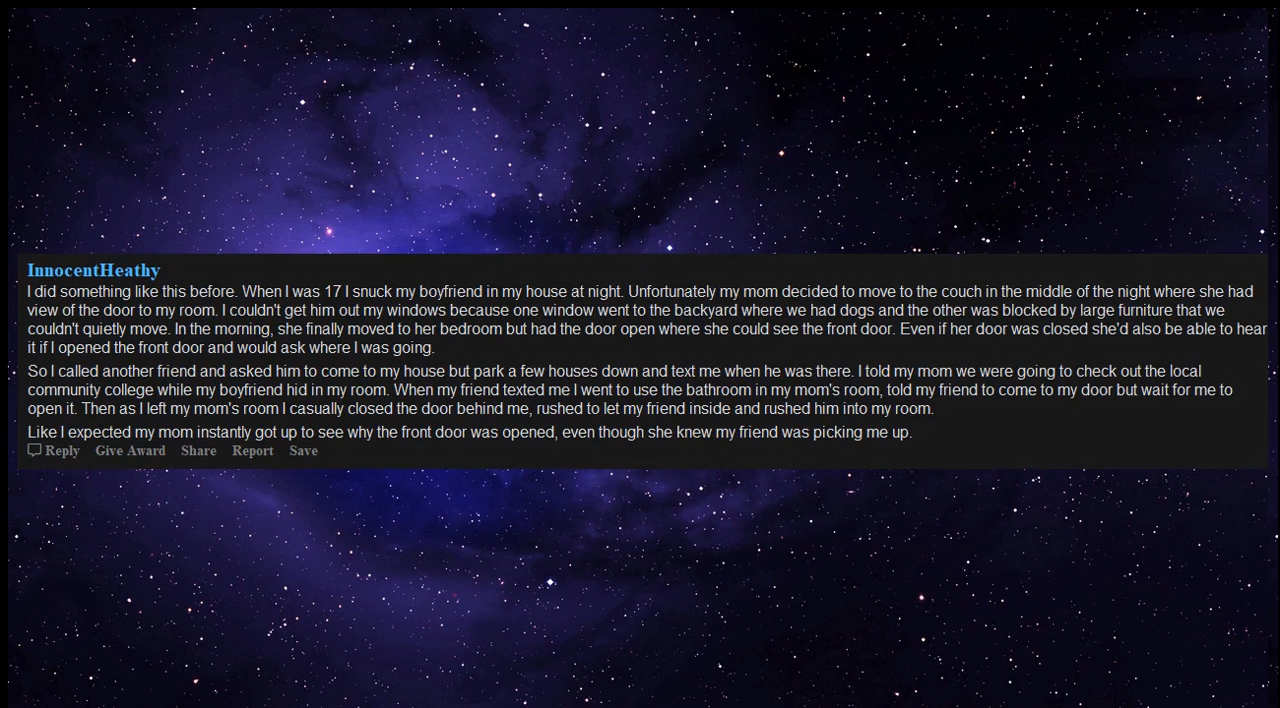 InnocentHeathy
I did something like this before. When I was 17 I snuck my boyfriend in my house at night. Unfortunately my mom decided to move to the couch in the middle of the night where she had
view of the door to my room. I couldn't get him out my windows because one window went to the backyard where we had dogs and the other was blocked by large furniture that we
couldn't quietly move. In the morning, she finally moved to her bedroom but had the door open where she could see the front door. Even if her door was closed she'd also be able to hear
it if I opened the front door and would ask where I was going.
So I called another friend and asked him to come to my house but park a few houses down and text me when he was there. I told my mom we were going to check out the local
community college while my boyfriend hid in my room. When my friend texted me I went to use the bathroom in my mom's room, told my friend to come to my door but wait for me to
open it. Then as I left my mom's room I casually closed the door behind me, rushed to let my friend inside and rushed him into my room.
Like I expected my mom instantly got up to see why the front door was opened, even though she knew my friend was picking me up.
Reply Give Award Share Report Save